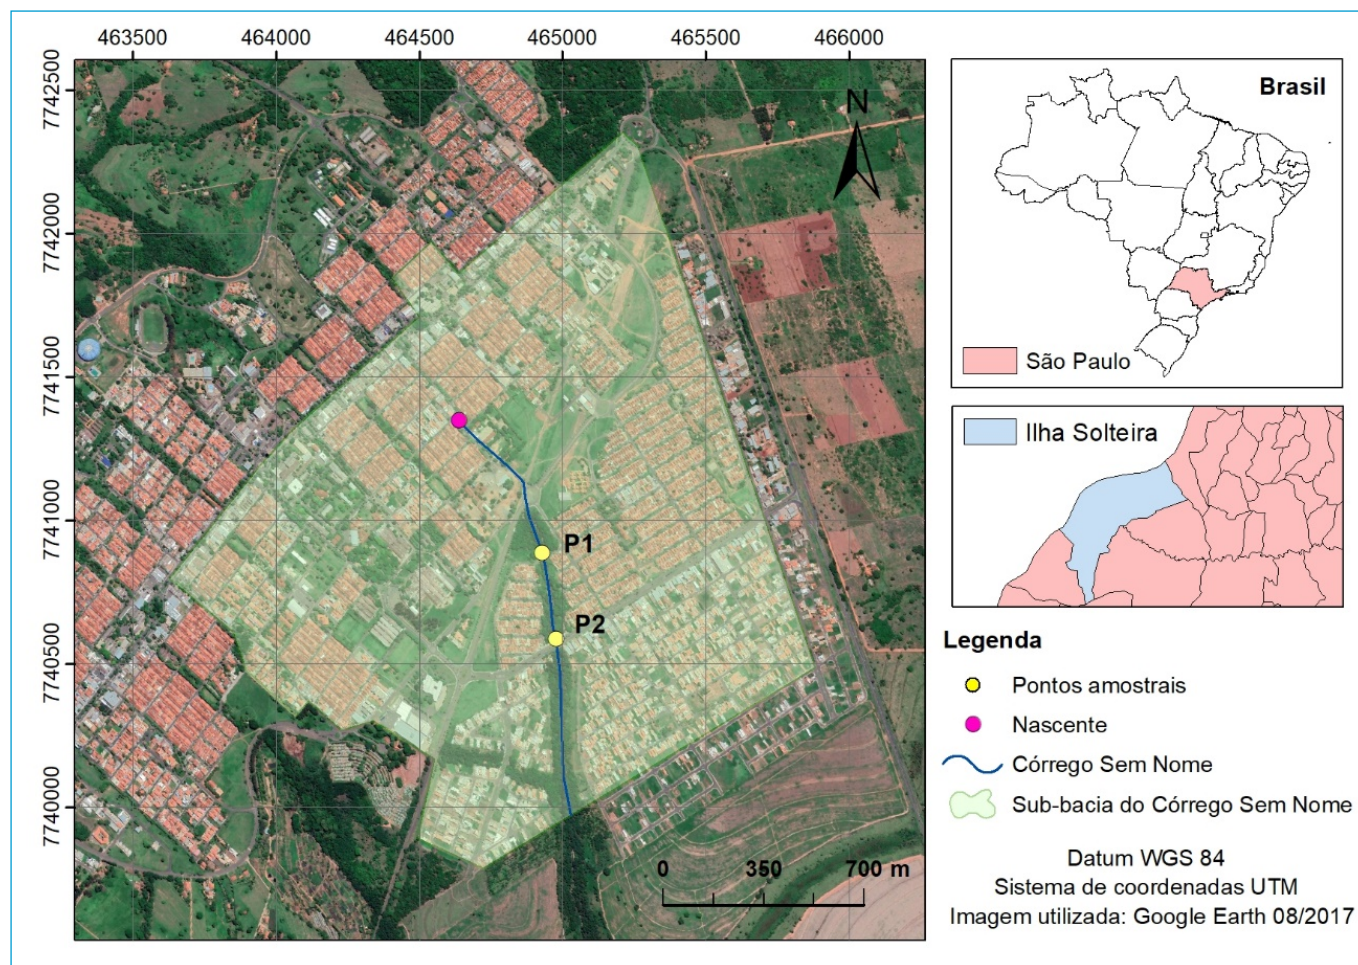 463500 464000 464500 465000 465500 466000
7742500
7742000
7741500
7741000
7740500
7740000
N
P1
P2
0 350 700 m
Brasil
São Paulo
Ilha Solteira
Legenda
Pontos amostrais
Nascente
Córrego Sem Nome
Sub-bacia do Córrego Sem Nome
Datum WGS 84
Sistema de coordenadas UTM
Imagem utilizada: Google Earth 08/2017